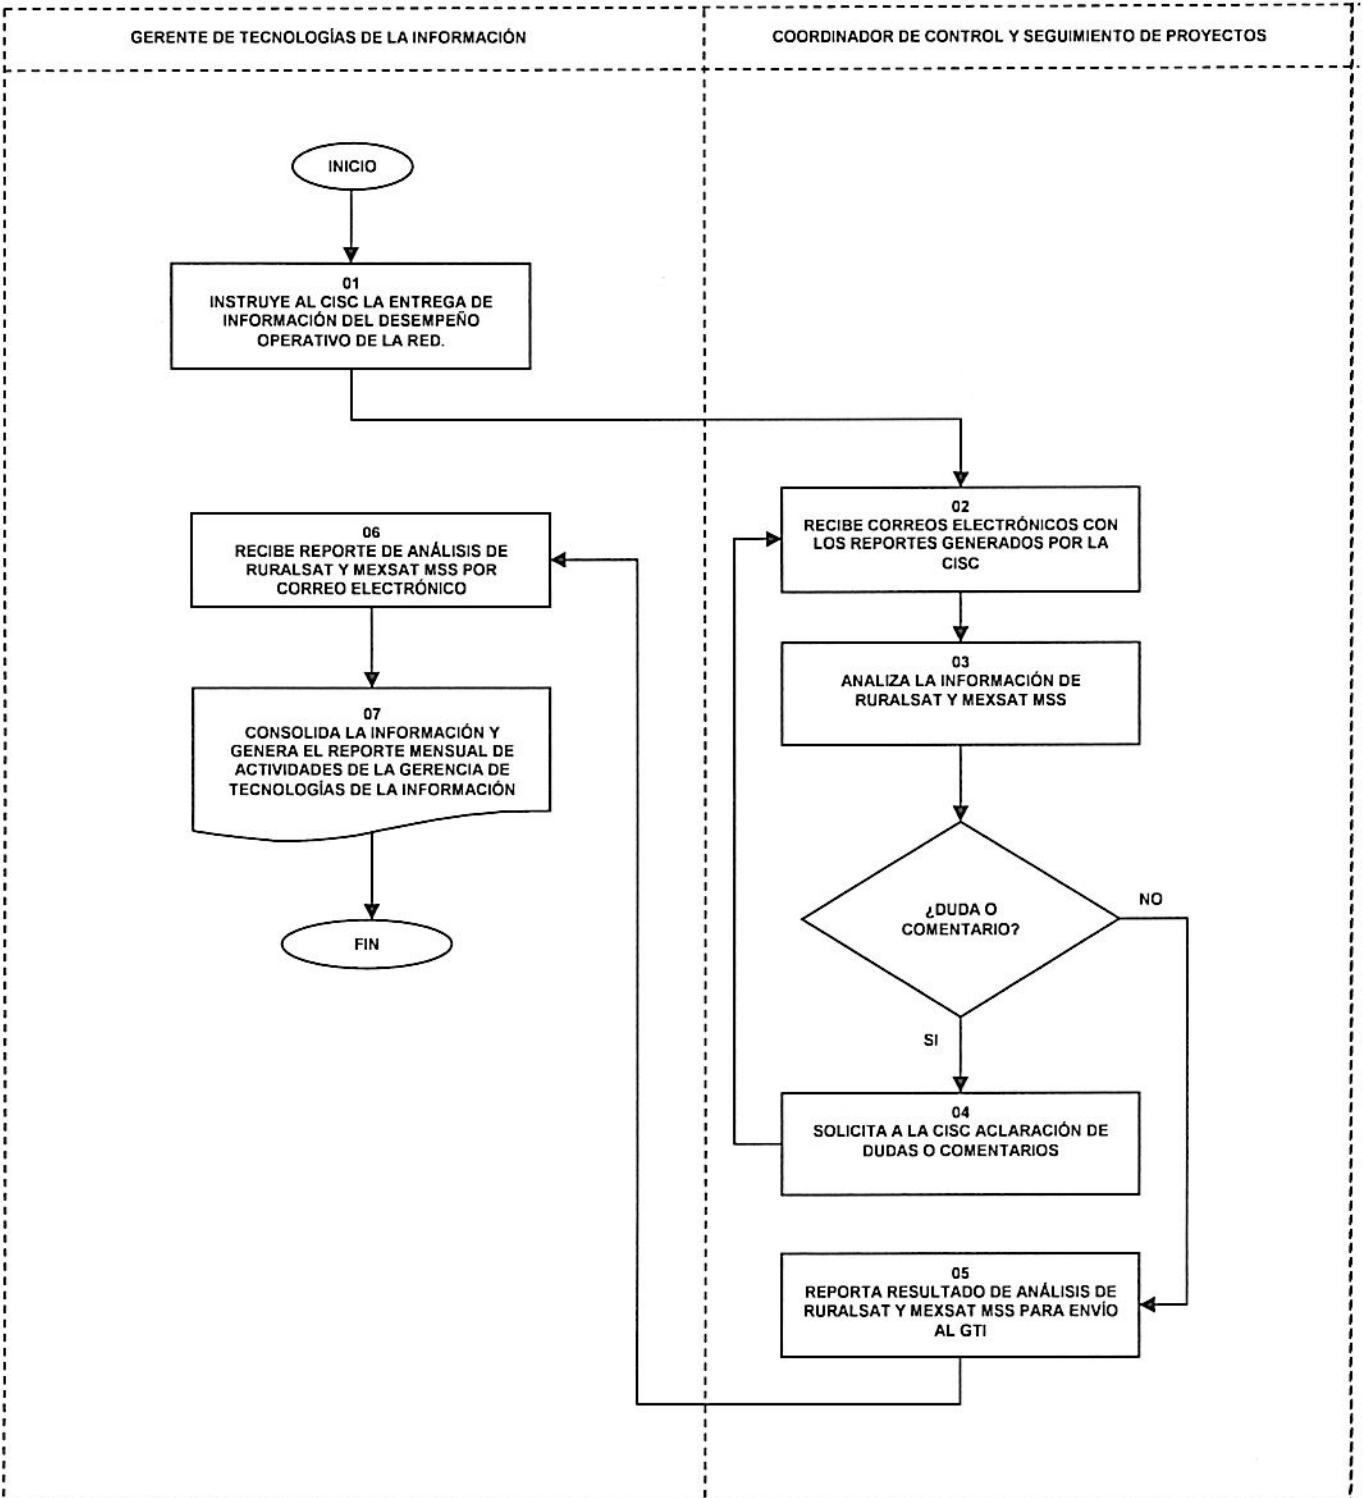 GERENTE DE TECNOLOGÍAS DE LA INFORMACIÓN
COORDINADOR DE CONTROL Y SEGUIMIENTO DE PROYECTOS
INICIO
01
INSTRUYE AL CISC LA ENTREGA DE
INFORMACIÓN DEL DESEMPEÑO
OPERATIVO DE LA RED.
02
RECIBE CORREOS ELECTRÓNICOS CON
LOS REPORTES GENERADOS POR LA
CISC
03
ANALIZA LA INFORMACIÓN DE
RURALSAT Y MEXSAT MSS
¿DUDA O
COMENTARIO?
NO
SI
04
SOLICITA A LA CISC ACLARACIÓN DE
DUDAS O COMENTARIOS
05
REPORTA RESULTADO DE ANÁLISIS DE
RURALSAT Y MEXSAT MSS PARA ENVÍO
AL GTI
06
RECIBE REPORTE DE ANÁLISIS DE
RURALSAT Y MEXSAT MSS POR
CORREO ELECTRÓNICO
07
CONSOLIDA LA INFORMACIÓN Y
GENERA EL REPORTE MENSUAL DE
ACTIVIDADES DE LA GERENCIA DE
TECNOLOGÍAS DE LA INFORMACIÓN
FIN